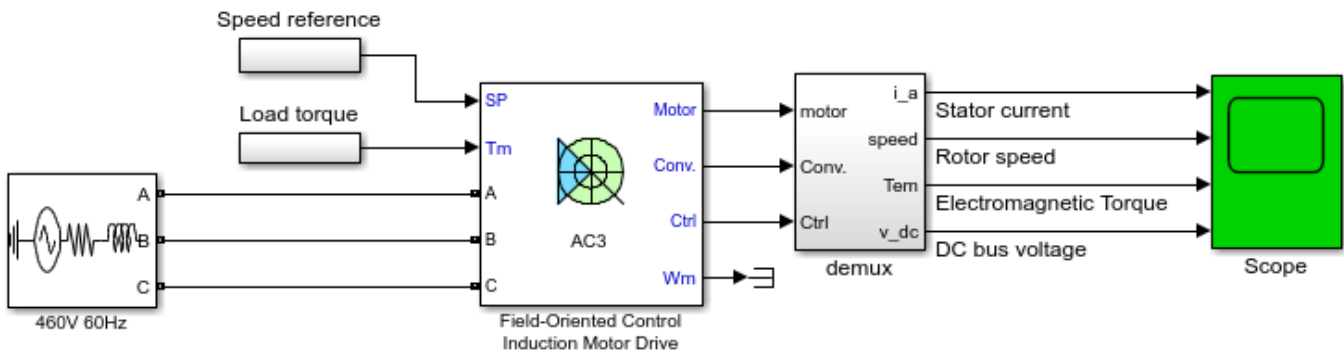 Speed reference
Load torque
A
B
C
460V 60Hz
SP
Tm
A
B
C
AC3
Motor
Conv.
Ctrl
Wm
Field-Oriented Control
Induction Motor Drive
motor
Conv.
Ctrl
i_a
speed
Tem
v_dc
demux
Stator current
Rotor speed
Electromagnetic Torque
DC bus voltage
Scope